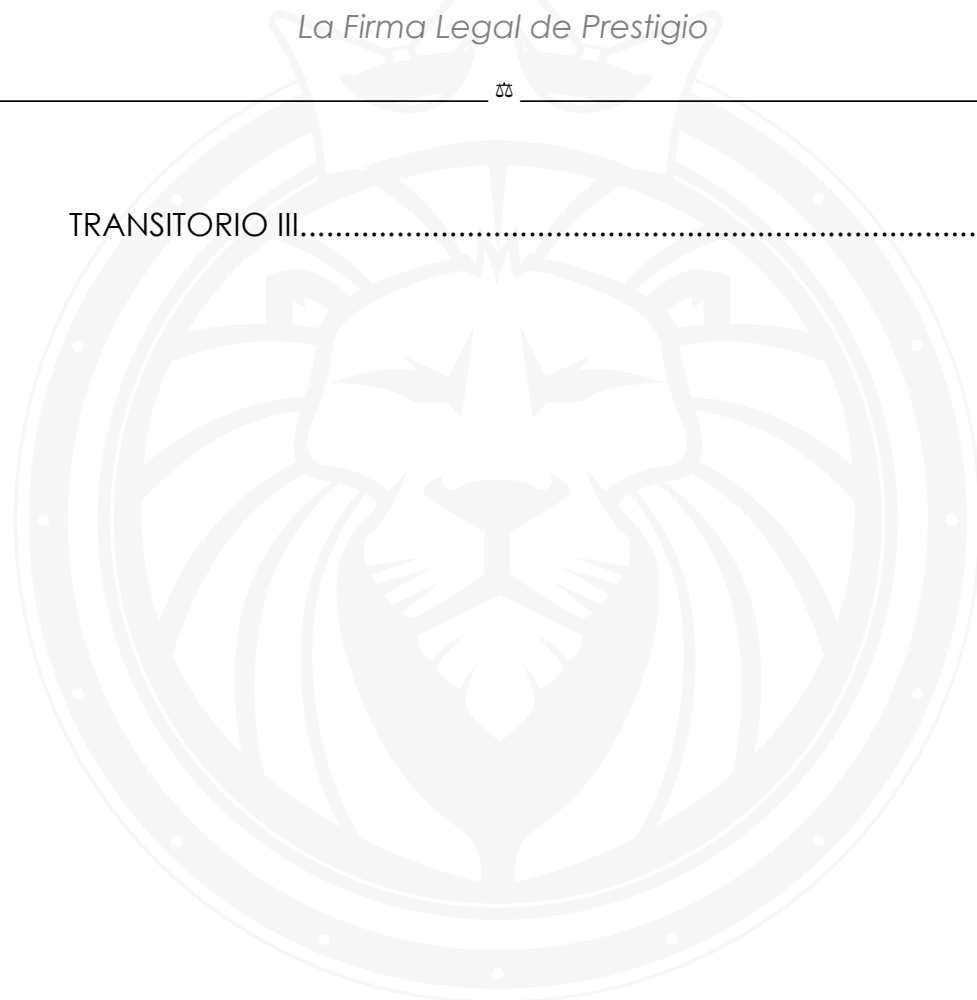 La Firma Legal de Prestigio
⚖
TRANSITORIO III.............................................................................